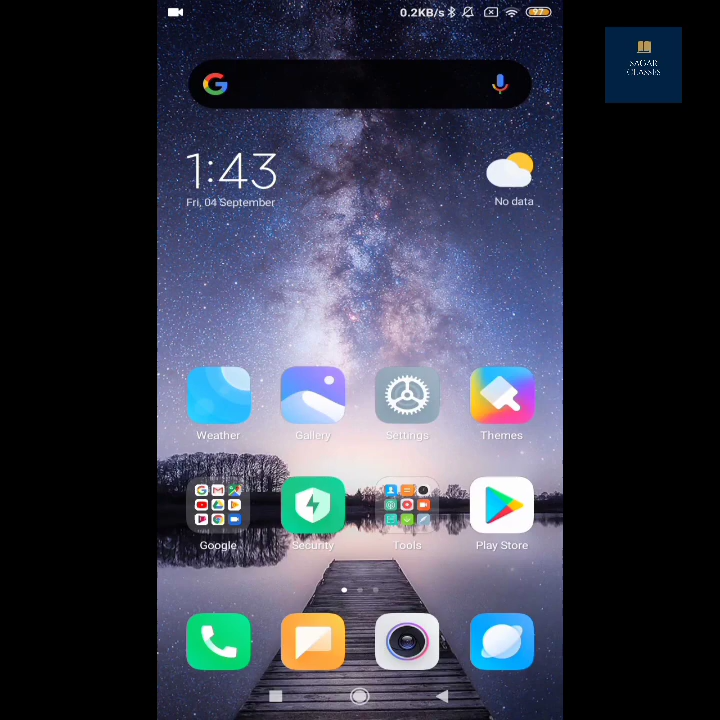 0.2KB/s
97
SAGAR
CLASSES
1:43
Fri, 04 September
No data
Weather
Gallery
Settings
Themes
Google
Security
Tools
Play Store